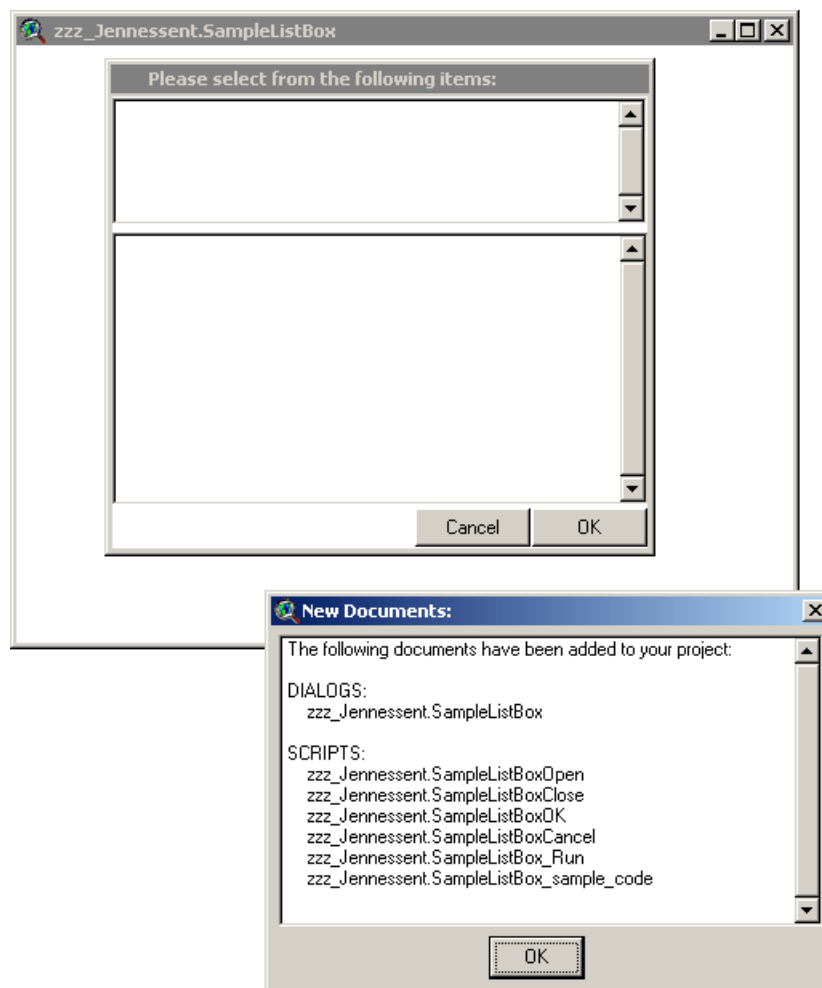 zzz_Jennessent.SampleListBox
Please select from the following items:
Cancel OK
New Documents:
The following documents have been added to your project:
DIALOGS:
zzz_Jennessent.SampleListBox
SCRIPTS:
zzz_Jennessent.SampleListBoxOpen
zzz_Jennessent.SampleListBoxClose
zzz_Jennessent.SampleListBoxOK
zzz_Jennessent.SampleListBoxCancel
zzz_Jennessent.SampleListBox_Run
zzz_Jennessent.SampleListBox_sample_code
OK